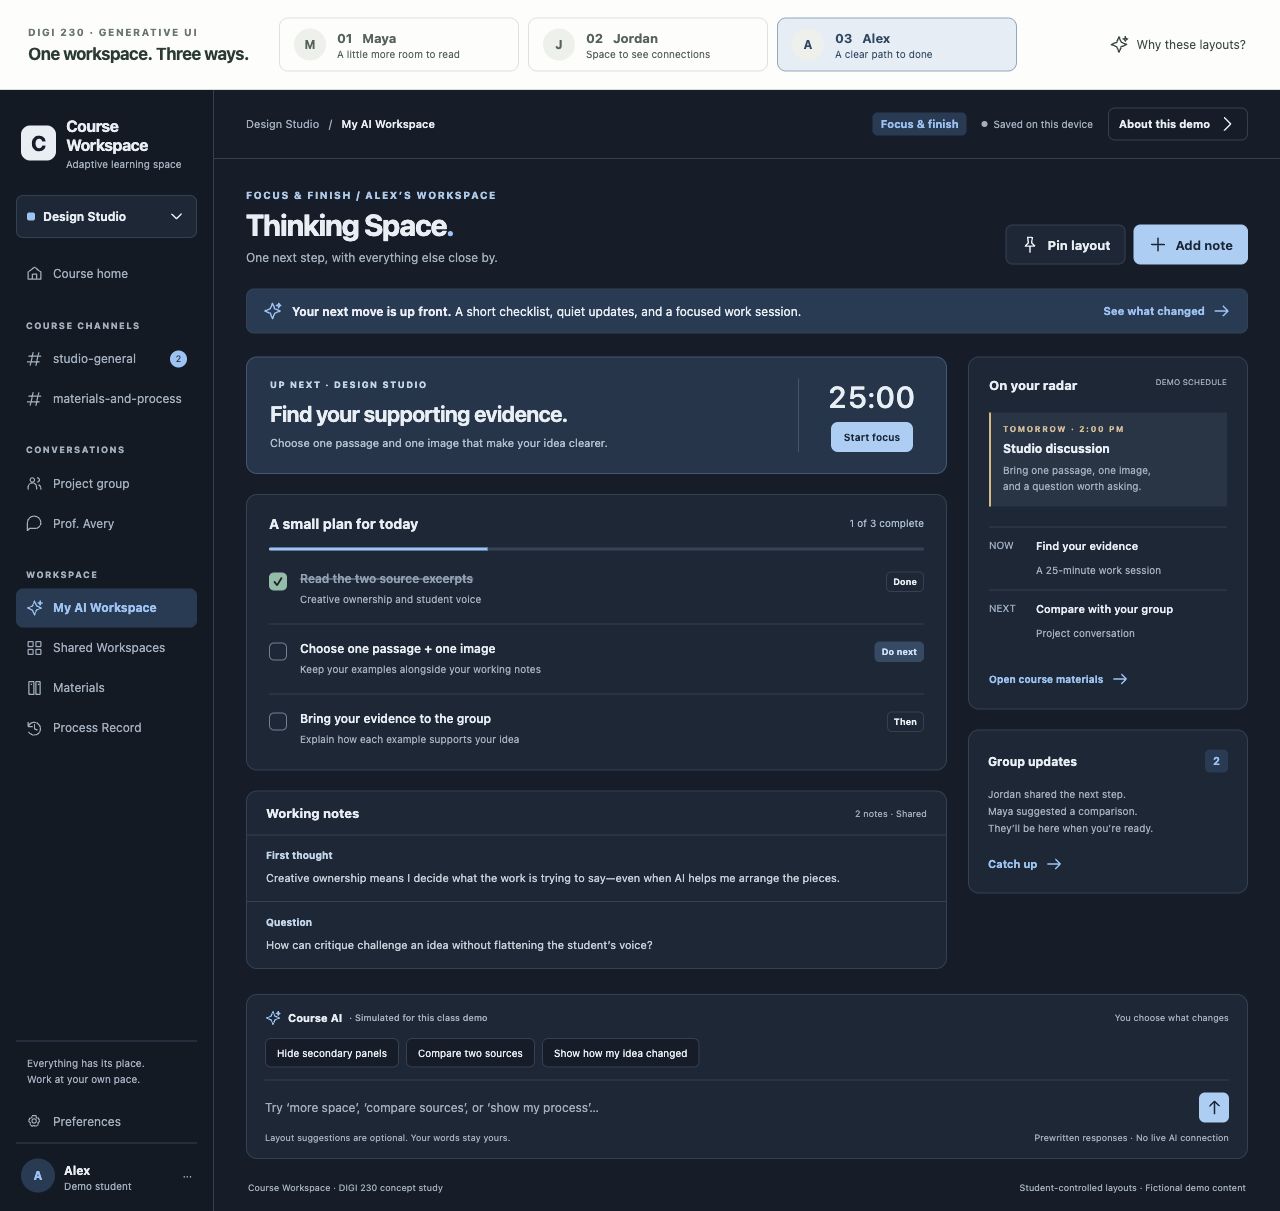 DIGI 230 · GENERATIVE UI
One workspace. Three ways.
M
01 Maya
A little more room to read
J
02 Jordan
Space to see connections
A
03 Alex
A clear path to done
Why these layouts?
C
Course
Workspace
Adaptive learning space
Design Studio
Course home
COURSE CHANNELS
# studio-general 2
# materials-and-process
CONVERSATIONS
Project group
Prof. Avery
WORKSPACE
My AI Workspace
Shared Workspaces
Materials
Process Record
Everything has its place.
Work at your own pace.
Preferences
A
Alex
Demo student
...
Design Studio / My AI Workspace
Focus & finish
Saved on this device
About this demo
FOCUS & FINISH / ALEX’S WORKSPACE
Thinking Space.
One next step, with everything else close by.
Pin layout
Add note
Your next move is up front. A short checklist, quiet updates, and a focused work session.
See what changed
UP NEXT · DESIGN STUDIO
Find your supporting evidence.
Choose one passage and one image that make your idea clearer.
25:00
Start focus
A small plan for today
1 of 3 complete
Read the two source excerpts
Creative ownership and student voice
Done
Choose one passage + one image
Keep your examples alongside your working notes
Do next
Bring your evidence to the group
Explain how each example supports your idea
Then
Working notes
2 notes · Shared
First thought
Creative ownership means I decide what the work is trying to say—even when AI helps me arrange the pieces.
Question
How can critique challenge an idea without flattening the student’s voice?
On your radar
DEMO SCHEDULE
TOMORROW · 2:00 PM
Studio discussion
Bring one passage, one image,
and a question worth asking.
NOW
Find your evidence
A 25-minute work session
NEXT
Compare with your group
Project conversation
Open course materials
Group updates
2
Jordan shared the next step.
Maya suggested a comparison.
They’ll be here when you’re ready.
Catch up
Course AI · Simulated for this class demo
You choose what changes
Hide secondary panels
Compare two sources
Show how my idea changed
Try ‘more space’, ‘compare sources’, or ‘show my process’…
Layout suggestions are optional. Your words stay yours.
Prewritten responses · No live AI connection
Course Workspace · DIGI 230 concept study
Student-controlled layouts · Fictional demo content